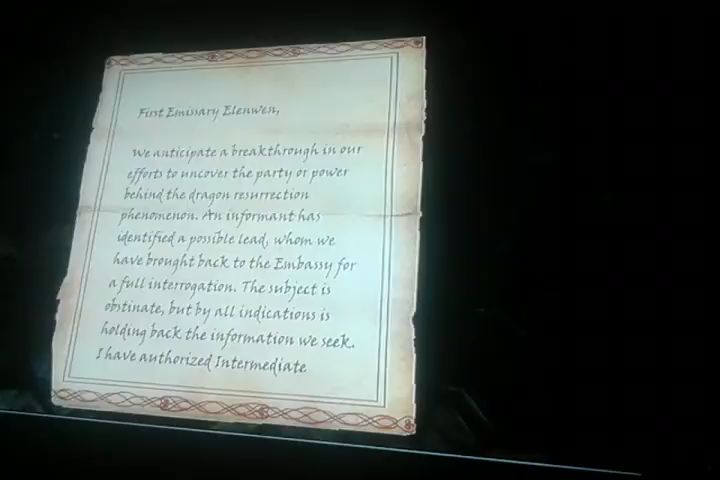 First Emissary Elenwen,
We anticipate a breakthrough in our
efforts to uncover the party or power
behind the dragon resurrection
phenomenon. An informant has
identified a possible lead, whom we
have brought back to the Embassy for
a full interrogation. The subject is
obstinate, but by all indications is
holding back the information we seek.
I have authorized Intermediate